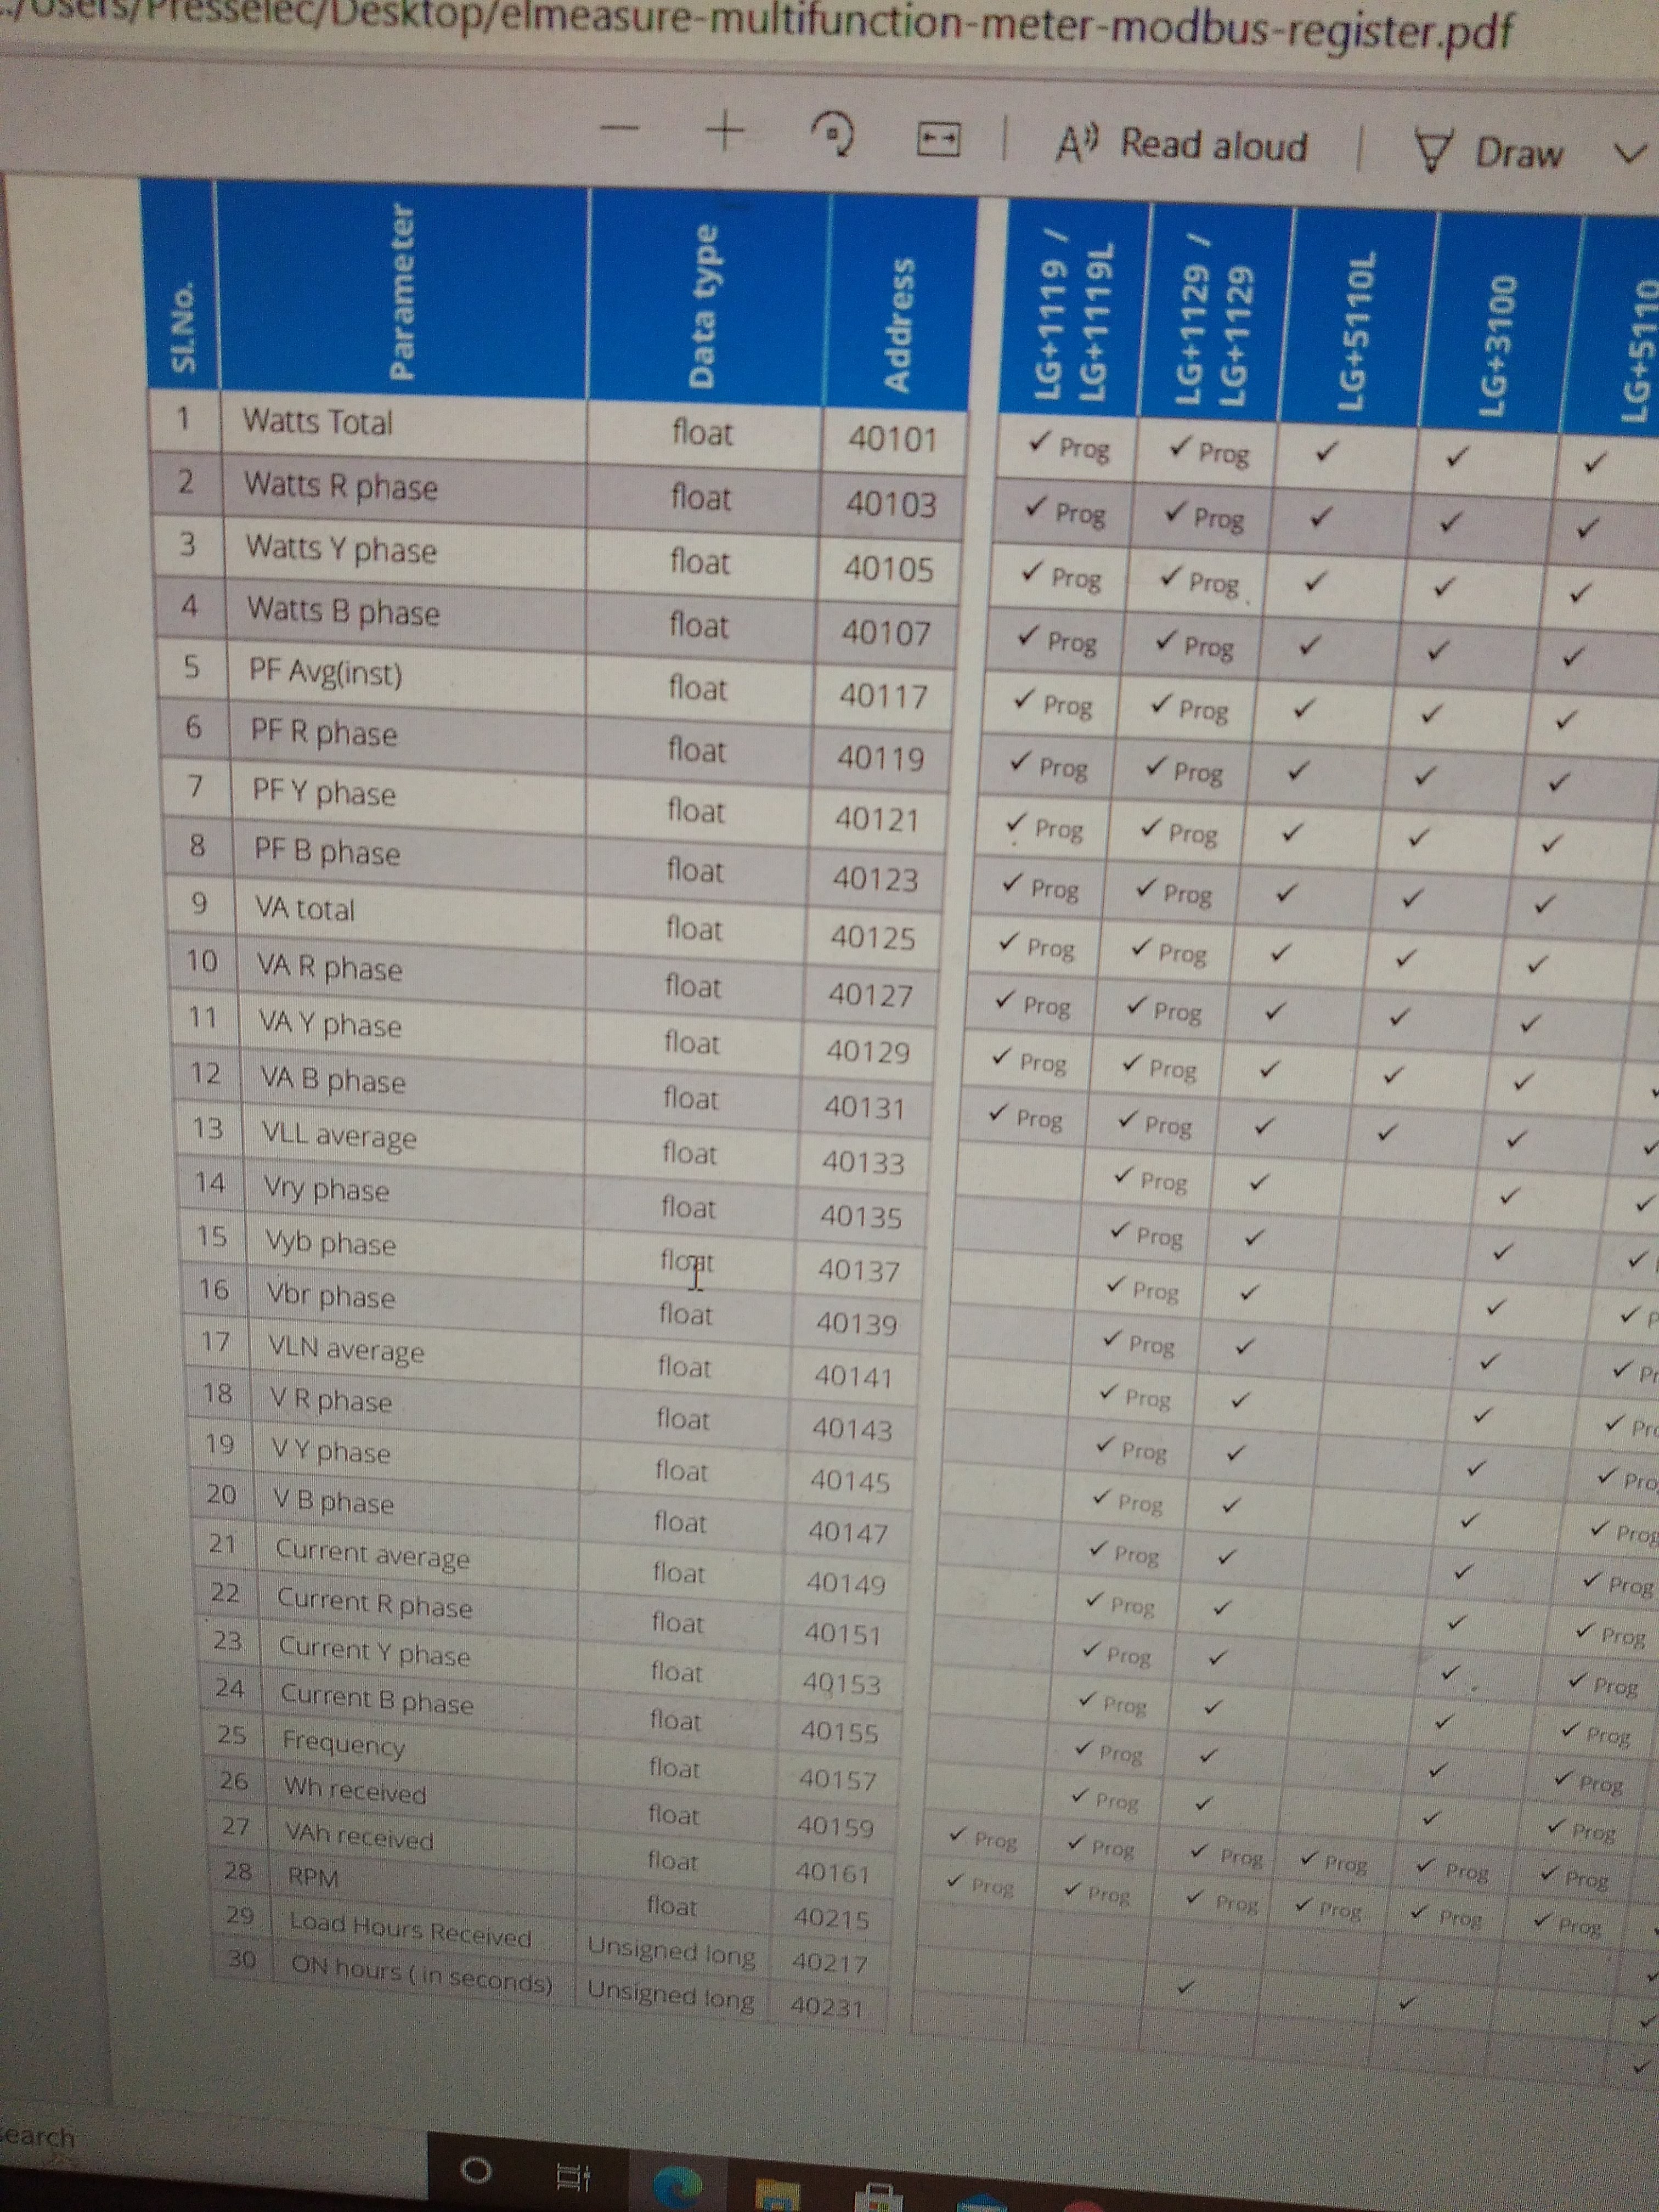 :/Users/Presselec/Desktop/elmeasure-multifunction-meter-modbus-register.pdf
Read aloud | Draw
Sl.No. Parameter Data type Address LG+1119 / LG+1119L LG+1129 / LG+1129 LG+5110L LG+3100 LG+5110
1 Watts Total float 40101 ✓ Prog ✓ Prog ✓ ✓ ✓
2 Watts R phase float 40103 ✓ Prog ✓ Prog ✓ ✓ ✓
3 Watts Y phase float 40105 ✓ Prog ✓ Prog ✓ ✓ ✓
4 Watts B phase float 40107 ✓ Prog ✓ Prog ✓ ✓ ✓
5 PF Avg(inst) float 40117 ✓ Prog ✓ Prog ✓ ✓ ✓
6 PF R phase float 40119 ✓ Prog ✓ Prog ✓ ✓ ✓
7 PF Y phase float 40121 ✓ Prog ✓ Prog ✓ ✓ ✓
8 PF B phase float 40123 ✓ Prog ✓ Prog ✓ ✓ ✓
9 VA total float 40125 ✓ Prog ✓ Prog ✓ ✓ ✓
10 VA R phase float 40127 ✓ Prog ✓ Prog ✓ ✓ ✓
11 VA Y phase float 40129 ✓ Prog ✓ Prog ✓ ✓ ✓ ✓
12 VA B phase float 40131 ✓ Prog ✓ Prog ✓ ✓ ✓ ✓
13 VLL average float 40133 ✓ Prog ✓ ✓ ✓
14 Vry phase float 40135 ✓ Prog ✓ ✓ ✓
15 Vyb phase float 40137 ✓ Prog ✓ ✓ ✓
16 Vbr phase float 40139 ✓ Prog ✓ ✓ ✓
17 VLN average float 40141 ✓ Prog ✓ ✓ ✓
18 V R phase float 40143 ✓ Prog ✓ ✓ ✓
19 V Y phase float 40145 ✓ Prog ✓ ✓ ✓ Prog
20 V B phase float 40147 ✓ Prog ✓ ✓ ✓ Prog
21 Current average float 40149 ✓ Prog ✓ ✓ ✓ Prog
22 Current R phase float 40151 ✓ Prog ✓ ✓ ✓ Prog
23 Current Y phase float 40153 ✓ Prog ✓ ✓ ✓ Prog
24 Current B phase float 40155 ✓ Prog ✓ ✓ ✓ Prog
25 Frequency float 40157 ✓ Prog ✓ ✓ ✓ Prog
26 Wh received float 40159 ✓ Prog ✓ Prog ✓ Prog ✓ Prog ✓ Prog ✓ Prog
27 VAh received float 40161 ✓ Prog ✓ Prog ✓ Prog ✓ Prog ✓ Prog ✓ Prog
28 RPM float 40215 ✓
29 Load Hours Received Unsigned long 40217 ✓ ✓ ✓
30 ON hours ( in seconds) Unsigned long 40231 ✓
search